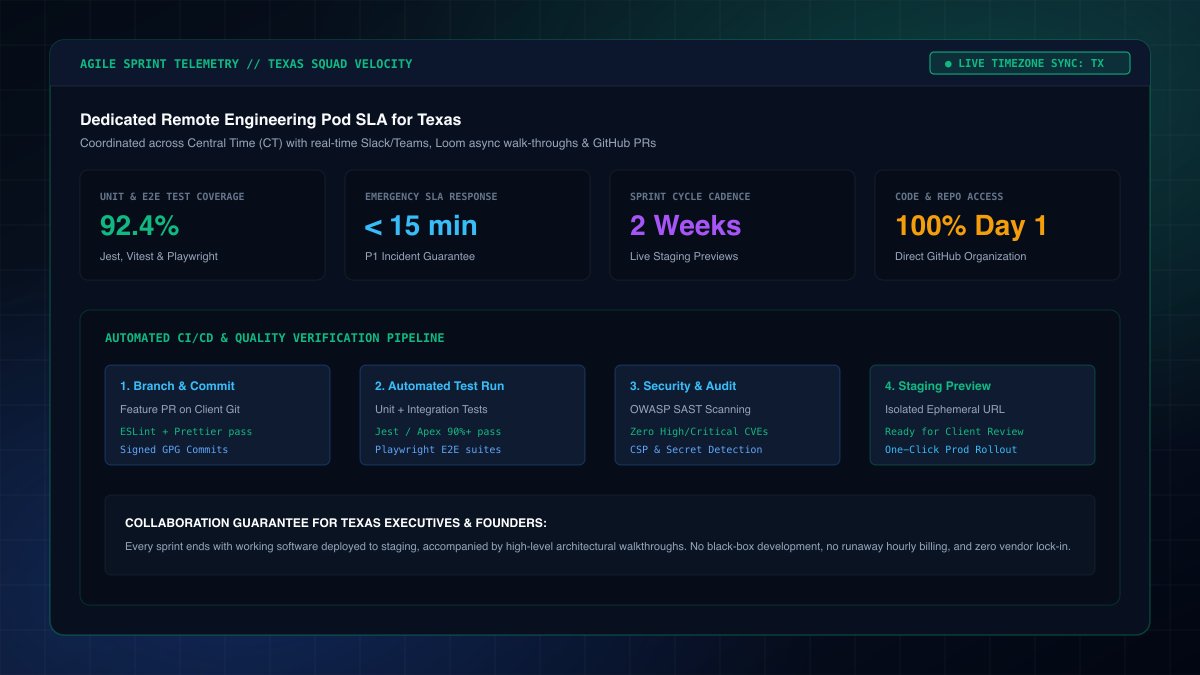 AGILE SPRINT TELEMETRY // TEXAS SQUAD VELOCITY
● LIVE TIMEZONE SYNC: TX
Dedicated Remote Engineering Pod SLA for Texas
Coordinated across Central Time (CT) with real-time Slack/Teams, Loom async walk-throughs & GitHub PRs
UNIT & E2E TEST COVERAGE
92.4%
Jest, Vitest & Playwright
EMERGENCY SLA RESPONSE
< 15 min
P1 Incident Guarantee
SPRINT CYCLE CADENCE
2 Weeks
Live Staging Previews
CODE & REPO ACCESS
100% Day 1
Direct GitHub Organization
AUTOMATED CI/CD & QUALITY VERIFICATION PIPELINE
1. Branch & Commit
Feature PR on Client Git
ESLint + Prettier pass
Signed GPG Commits
2. Automated Test Run
Unit + Integration Tests
Jest / Apex 90%+ pass
Playwright E2E suites
3. Security & Audit
OWASP SAST Scanning
Zero High/Critical CVEs
CSP & Secret Detection
4. Staging Preview
Isolated Ephemeral URL
Ready for Client Review
One-Click Prod Rollout
COLLABORATION GUARANTEE FOR TEXAS EXECUTIVES & FOUNDERS:
Every sprint ends with working software deployed to staging, accompanied by high-level architectural walkthroughs. No black-box development, no runaway hourly billing, and zero vendor lock-in.